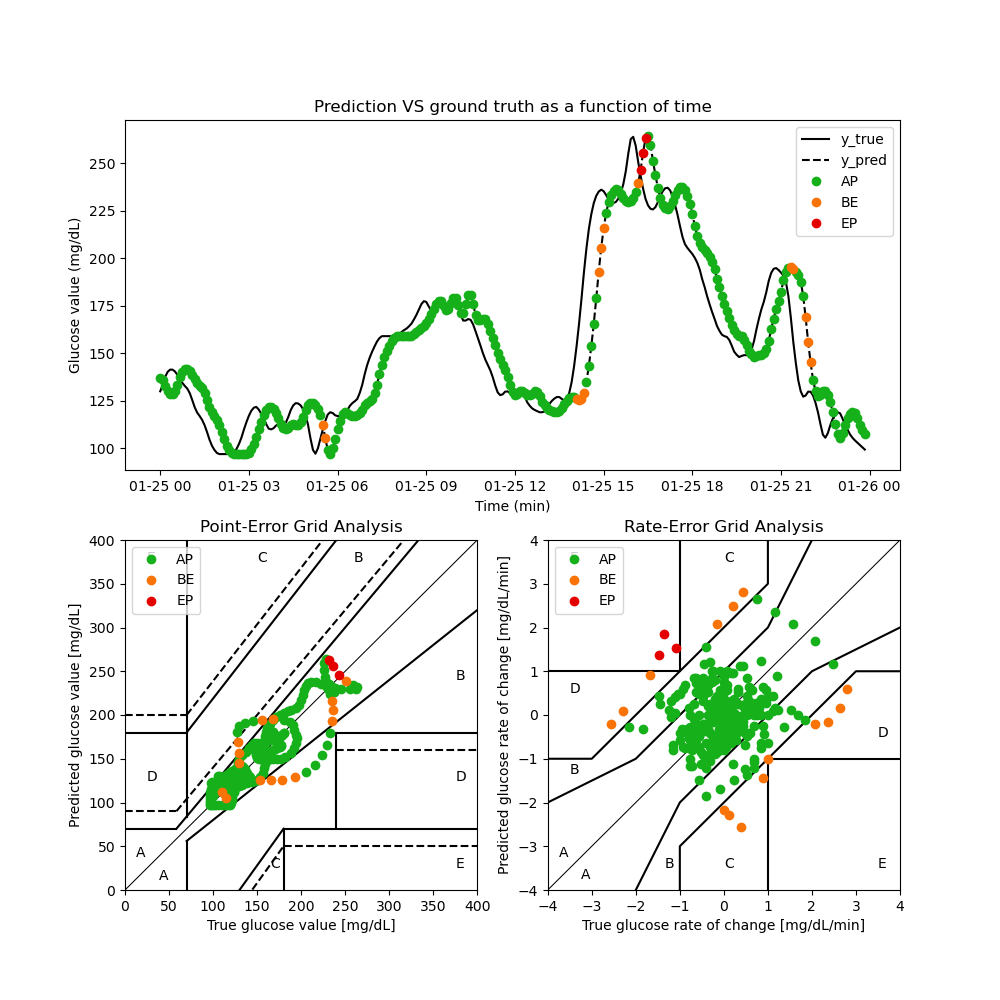 Prediction VS ground truth as a function of time
Glucose value (mg/dL)
250
225
200
175
150
125
100
y_true
y_pred
AP
BE
EP
01-25 00 01-25 03 01-25 06 01-25 09 01-25 12 01-25 15 01-25 18 01-25 21 01-26 00
Time (min)
Point-Error Grid Analysis
Predicted glucose value [mg/dL]
400
350
300
250
200
150
100
50
0
AP
BE
EP
C
B
B
D
D
A
A
C
E
0 50 100 150 200 250 300 350 400
True glucose value [mg/dL]
Rate-Error Grid Analysis
Predicted glucose rate of change [mg/dL/min]
4
3
2
1
0
−1
−2
−3
−4
AP
BE
EP
C
D
D
B
A
A
B
C
E
−4 −3 −2 −1 0 1 2 3 4
True glucose rate of change [mg/dL/min]